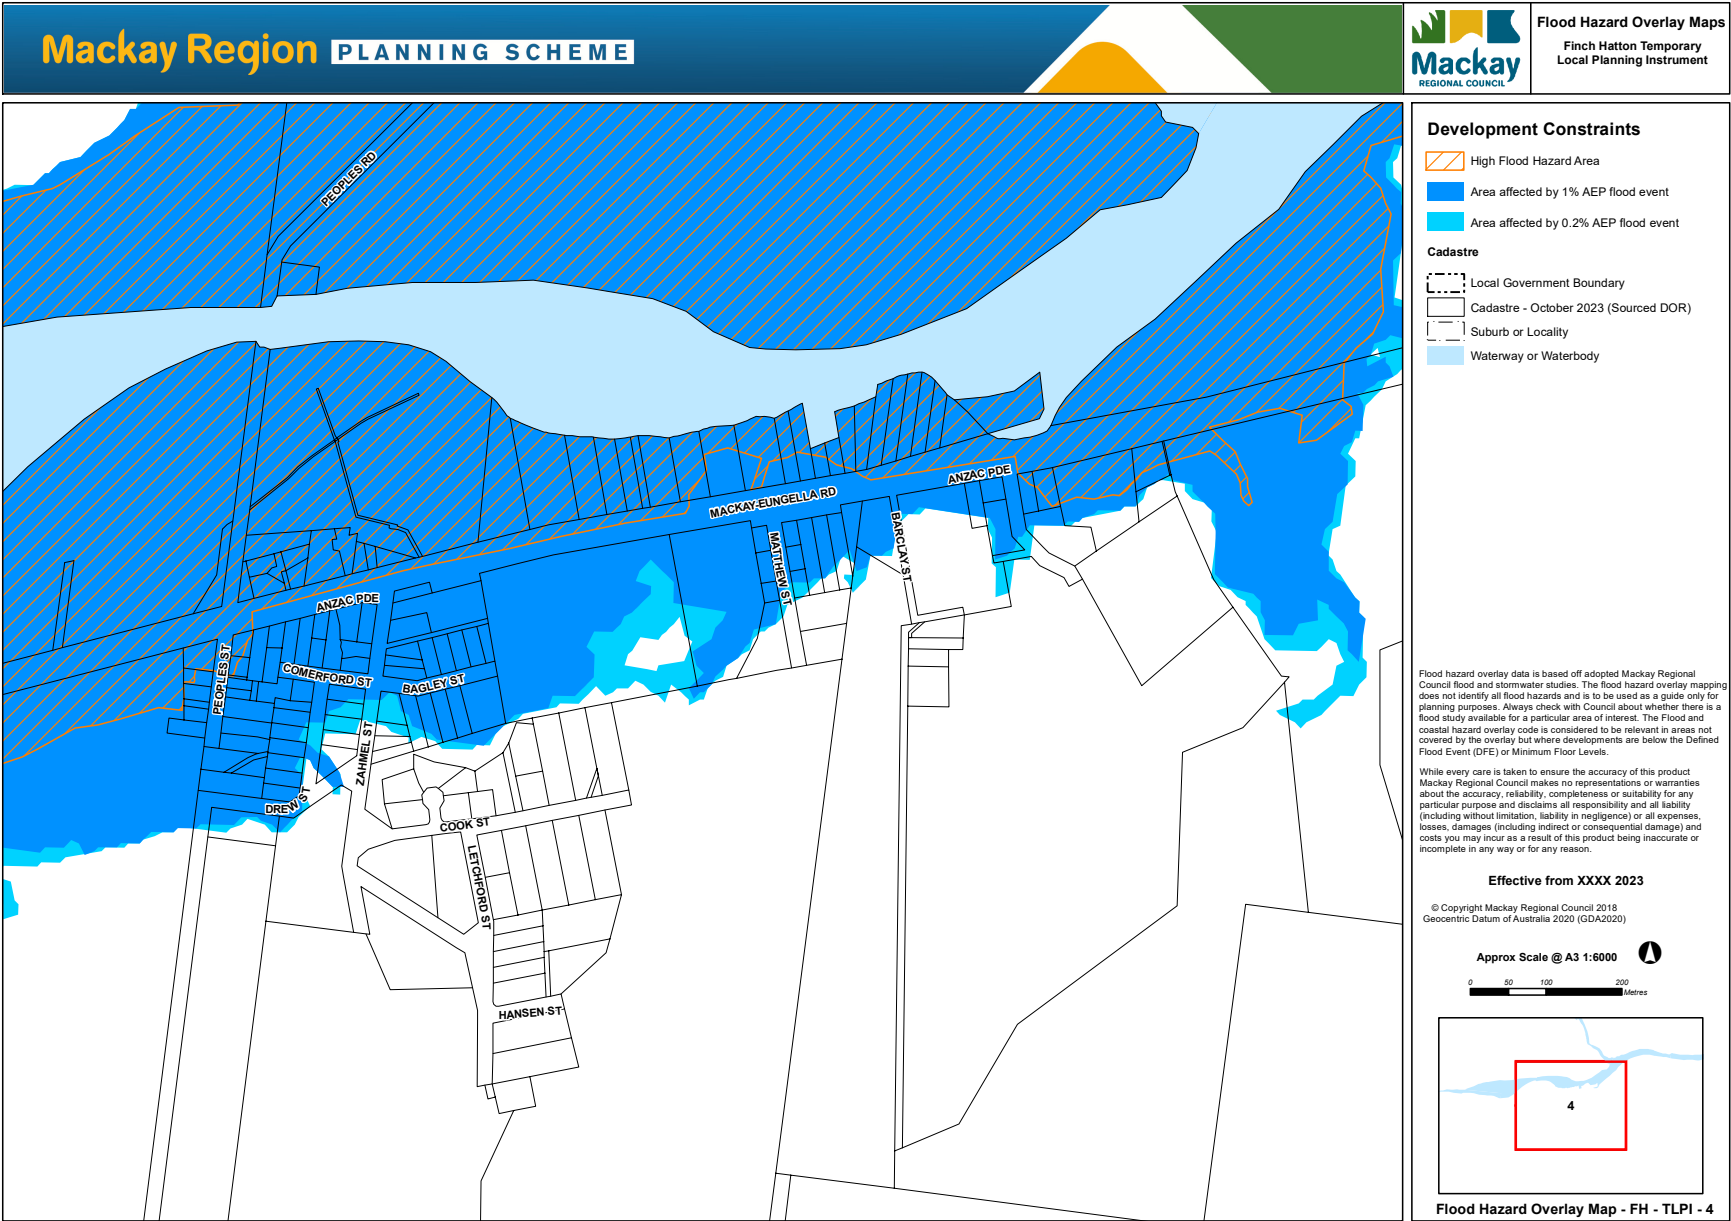 Mackay Region PLANNING SCHEME
Mackay
REGIONAL COUNCIL
Flood Hazard Overlay Maps
Finch Hatton Temporary
Local Planning Instrument
PEOPLES RD
MACKAY-EUNGELLA RD
ANZAC PDE
BARCLAY ST
MATTHEW ST
ANZAC PDE
PEOPLES ST
COMERFORD ST
BAGLEY ST
ZAHMEL ST
DREW ST
COOK ST
LETCHFORD ST
HANSEN ST
Development Constraints
High Flood Hazard Area
Area affected by 1% AEP flood event
Area affected by 0.2% AEP flood event
Cadastre
Local Government Boundary
Cadastre - October 2023 (Sourced DOR)
Suburb or Locality
Waterway or Waterbody
Flood hazard overlay data is based off adopted Mackay Regional
Council flood and stormwater studies. The flood hazard overlay mapping
does not identify all flood hazards and is to be used as a guide only for
planning purposes. Always check with Council about whether there is a
flood study available for a particular area of interest. The Flood and
coastal hazard overlay code is considered to be relevant in areas not
covered by the overlay but where developments are below the Defined
Flood Event (DFE) or Minimum Floor Levels.
While every care is taken to ensure the accuracy of this product
Mackay Regional Council makes no representations or warranties
about the accuracy, reliability, completeness or suitability for any
particular purpose and disclaims all responsibility and all liability
(including without limitation, liability in negligence) or all expenses,
losses, damages (including indirect or consequential damage) and
costs you may incur as a result of this product being inaccurate or
incomplete in any way or for any reason.
Effective from XXXX 2023
© Copyright Mackay Regional Council 2018
Geocentric Datum of Australia 2020 (GDA2020)
Approx Scale @ A3 1:6000
0 50 100 200
Metres
4
Flood Hazard Overlay Map - FH - TLPI - 4